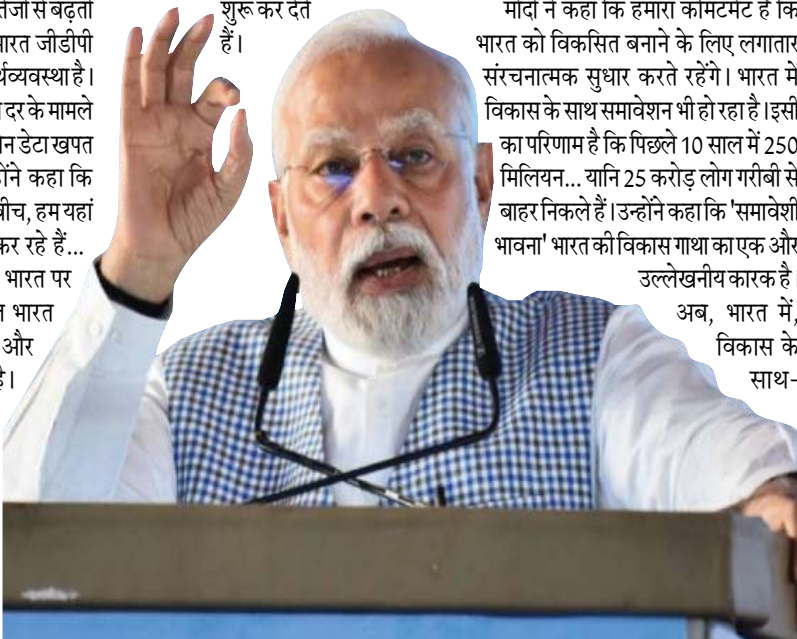 तेजी से बढ़ती
भारत जीडीपी
र्थव्यवस्था है।
दर के मामले
न डेटा खपत
होंने कहा कि
बीच, हम यहां
कर रहे हैं...
भारत पर
भारत
और
है।
शुरू कर देते
हैं।
मोदी ने कहा कि हमारा कमिटमेंट है कि
भारत को विकसित बनाने के लिए लगातार
संरचनात्मक सुधार करते रहेंगे। भारत में
विकास के साथ समावेशन भी हो रहा है।इसी
का परिणाम है कि पिछले 10 साल में 250
मिलियन... यानि 25 करोड़ लोग गरीबी से
बाहर निकले हैं।उन्होंने कहा कि 'समावेशी
भावना' भारत की विकास गाथा का एक और
उल्लेखनीय कारक है।
अब, भारत में,
विकास के
साथ-